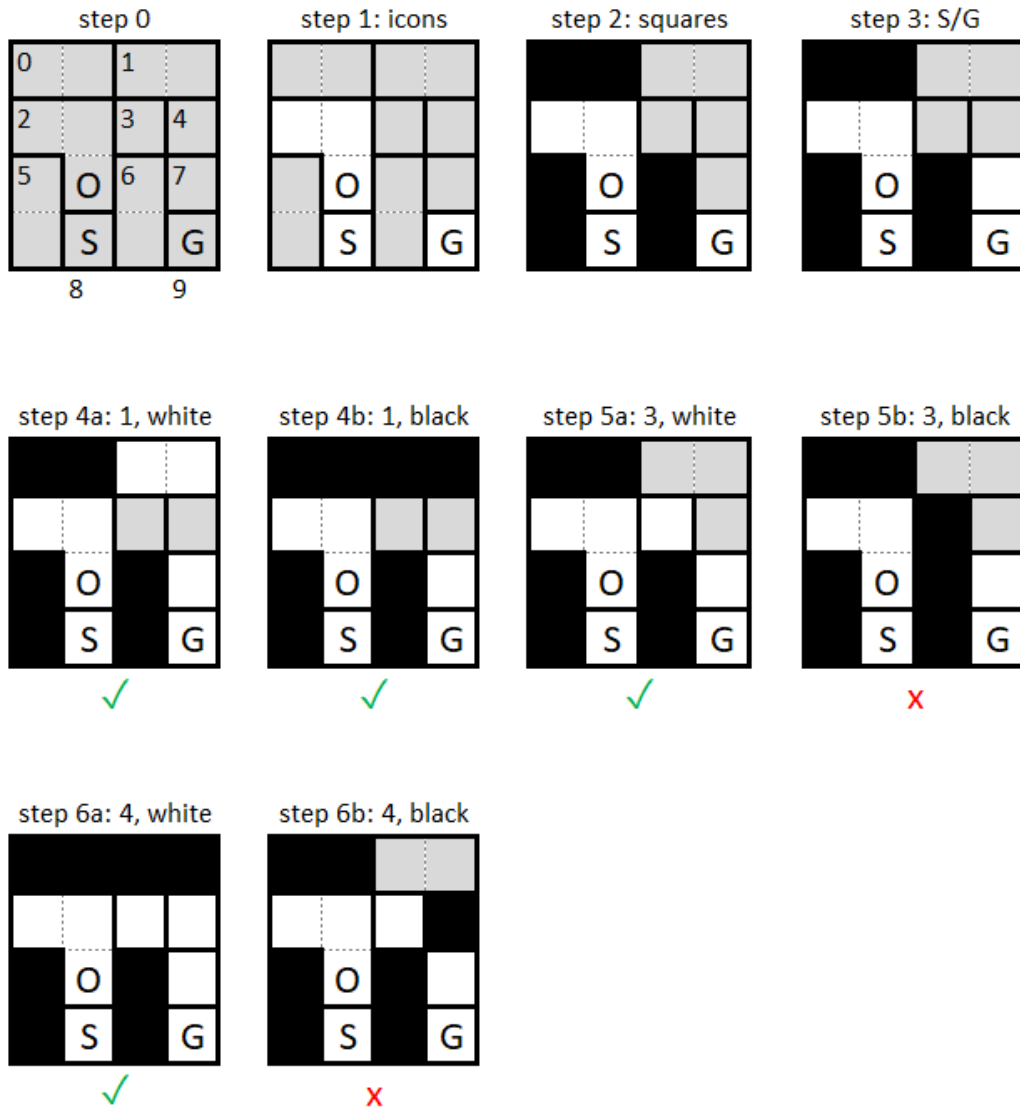 step 0
step 1: icons
step 2: squares
step 3: S/G
0 1
2 3 4
5 O 6 7
O
O
O
S G
S G
S G
S G
8 9
step 4a: 1, white
step 4b: 1, black
step 5a: 3, white
step 5b: 3, black
O
O
O
O
S G
S G
S G
S G
✓
✓
✓
x
step 6a: 4, white
step 6b: 4, black
O
O
S G
S G
✓
x